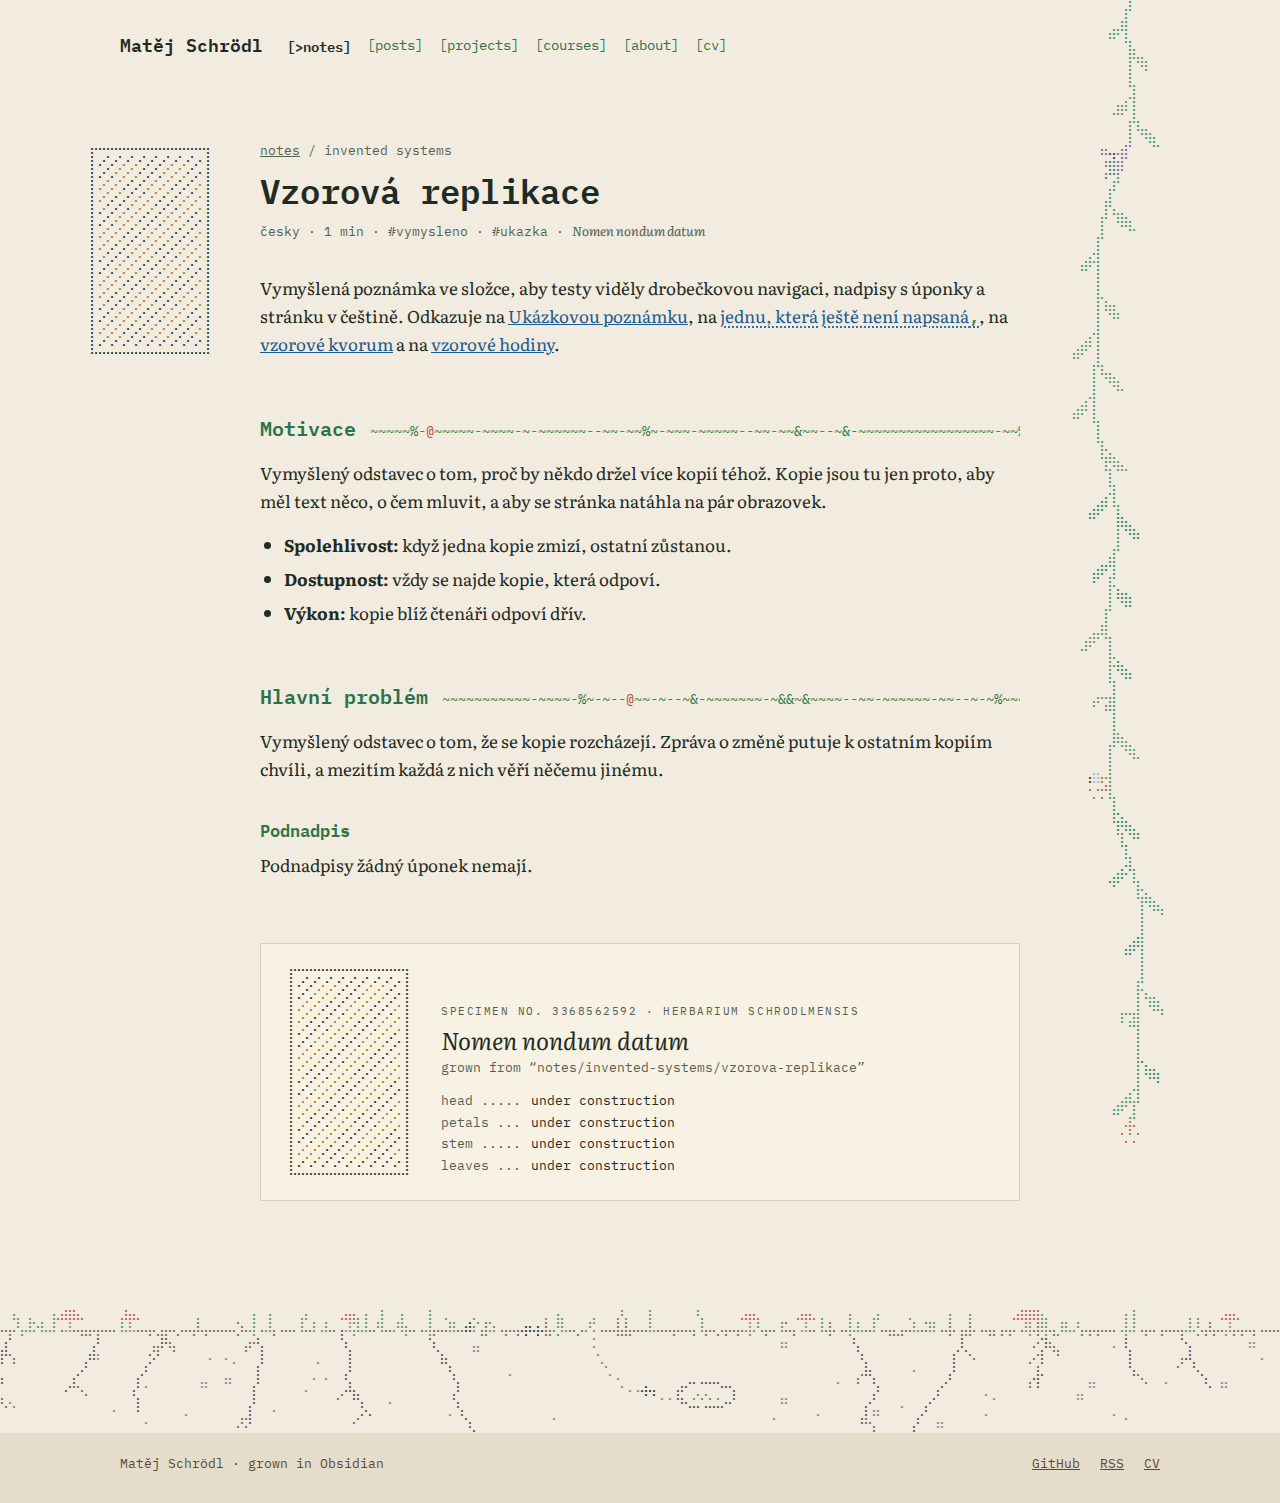 Matěj Schrödl [>notes] [posts] [projects] [courses] [about] [cv]
notes / invented systems
Vzorová replikace
česky · 1 min · #vymysleno · #ukazka · Nomen nondum datum
Vymyšlená poznámka ve složce, aby testy viděly drobečkovou navigaci, nadpisy s úponky a
stránku v češtině. Odkazuje na Ukázkovou poznámku, na jednu, která ještě není napsaná, na
vzorové kvorum a na vzorové hodiny.
Motivace
Vymyšlený odstavec o tom, proč by někdo držel více kopií téhož. Kopie jsou tu jen proto, aby
měl text něco, o čem mluvit, a aby se stránka natáhla na pár obrazovek.
Spolehlivost: když jedna kopie zmizí, ostatní zůstanou.
Dostupnost: vždy se najde kopie, která odpoví.
Výkon: kopie blíž čtenáři odpoví dřív.
Hlavní problém
Vymyšlený odstavec o tom, že se kopie rozcházejí. Zpráva o změně putuje k ostatním kopiím
chvíli, a mezitím každá z nich věří něčemu jinému.
Podnadpis
Podnadpisy žádný úponek nemají.
SPECIMEN NO. 3368562592 · HERBARIUM SCHRODLMENSIS
Nomen nondum datum
grown from “notes/invented-systems/vzorova-replikace”
head ..... under construction
petals ... under construction
stem ..... under construction
leaves ... under construction
Matěj Schrödl · grown in Obsidian GitHub RSS CV